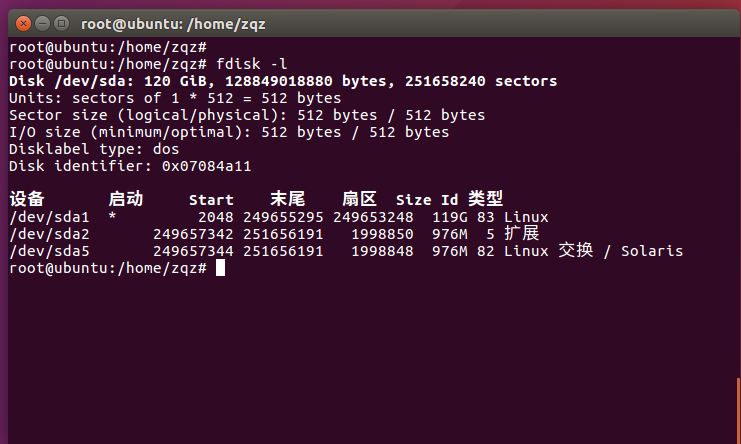 root@ubuntu: /home/zqz
root@ubuntu:/home/zqz#
root@ubuntu:/home/zqz# fdisk -l
Disk /dev/sda: 120 GiB, 128849018880 bytes, 251658240 sectors
Units: sectors of 1 * 512 = 512 bytes
Sector size (logical/physical): 512 bytes / 512 bytes
I/O size (minimum/optimal): 512 bytes / 512 bytes
Disklabel type: dos
Disk identifier: 0x07084a11
设备 启动 Start 末尾 扇区 Size Id 类型
/dev/sda1 * 2048 249655295 249653248 119G 83 Linux
/dev/sda2 249657342 251656191 1998850 976M 5 扩展
/dev/sda5 249657344 251656191 1998848 976M 82 Linux 交换 / Solaris
root@ubuntu:/home/zqz#